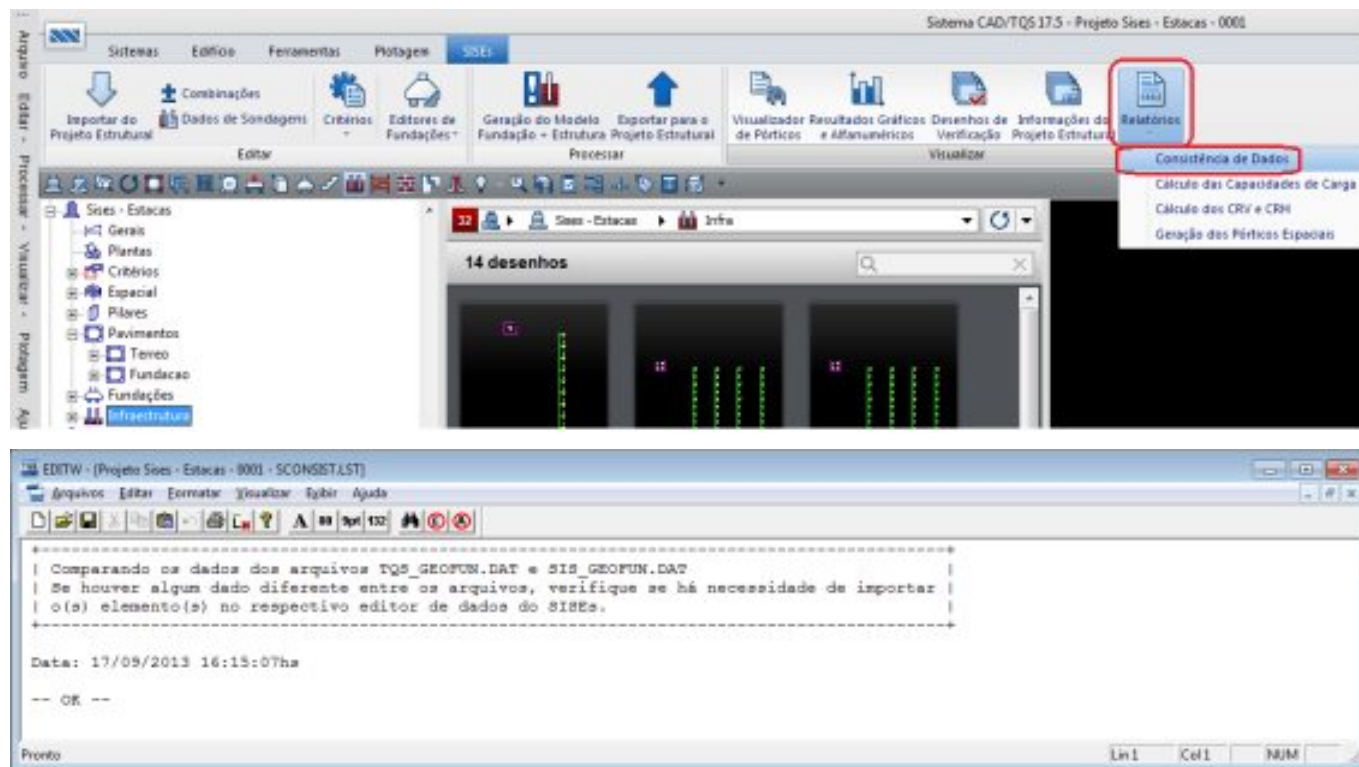 Sistema CAD/TQS 17.5 - Projeto Sises - Estacas - 0001
Arquivo Editar Processar Visualizar Plotagem
Sistemas Edifício Ferramentas Plotagem SISEs
Importar do
Projeto Estrutural
Combinações
Dados de Sondagens
Critérios
Editores de
Fundações
Geração do Modelo
Fundação + Estrutura
Exportar para o
Projeto Estrutural
Visualizador
de Pórticos
Resultados Gráficos
e Alfanuméricos
Desenhos de
Verificação
Informações do
Projeto Estrutural
Relatórios
Editar Processar Visualizar
Consistência de Dados
Cálculo das Capacidades de Carga
Cálculo dos CRV e CRH
Geração dos Pórticos Espaciais
Sises - Estacas
Gerais
Plantas
Critérios
Espacial
Pilares
Pavimentos
Terreo
Fundacao
Fundações
Infraestrutura
32 Sises - Estacas Infra
14 desenhos
EDITW - [Projeto Sises - Estacas - 0001 - SCONSIST.LST]
Arquivos Editar Formatar Visualizar Exibir Ajuda
A 80 9pt 132
Comparando os dados dos arquivos TQS_GEOFUN.DAT e SIS_GEOFUN.DAT
Se houver algum dado diferente entre os arquivos, verifique se há necessidade de importar
o(s) elemento(s) no respectivo editor de dados do SISEs.
Data: 17/09/2013 16:15:07hs
-- OK --
Pronto
Lin1 Col1 NUM